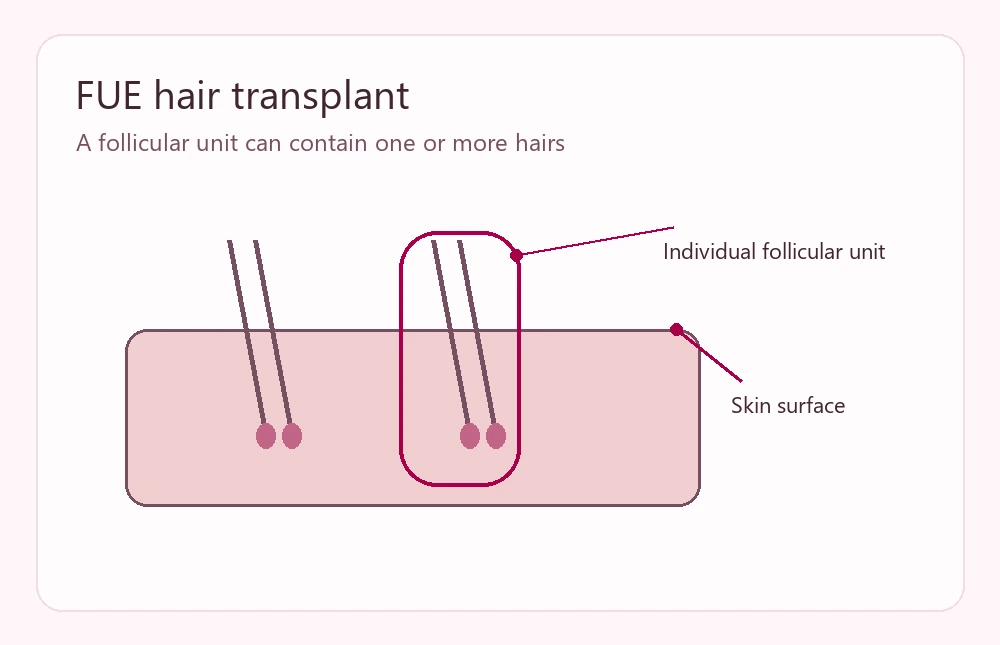 FUE hair transplant
A follicular unit can contain one or more hairs
Individual follicular unit
Skin surface